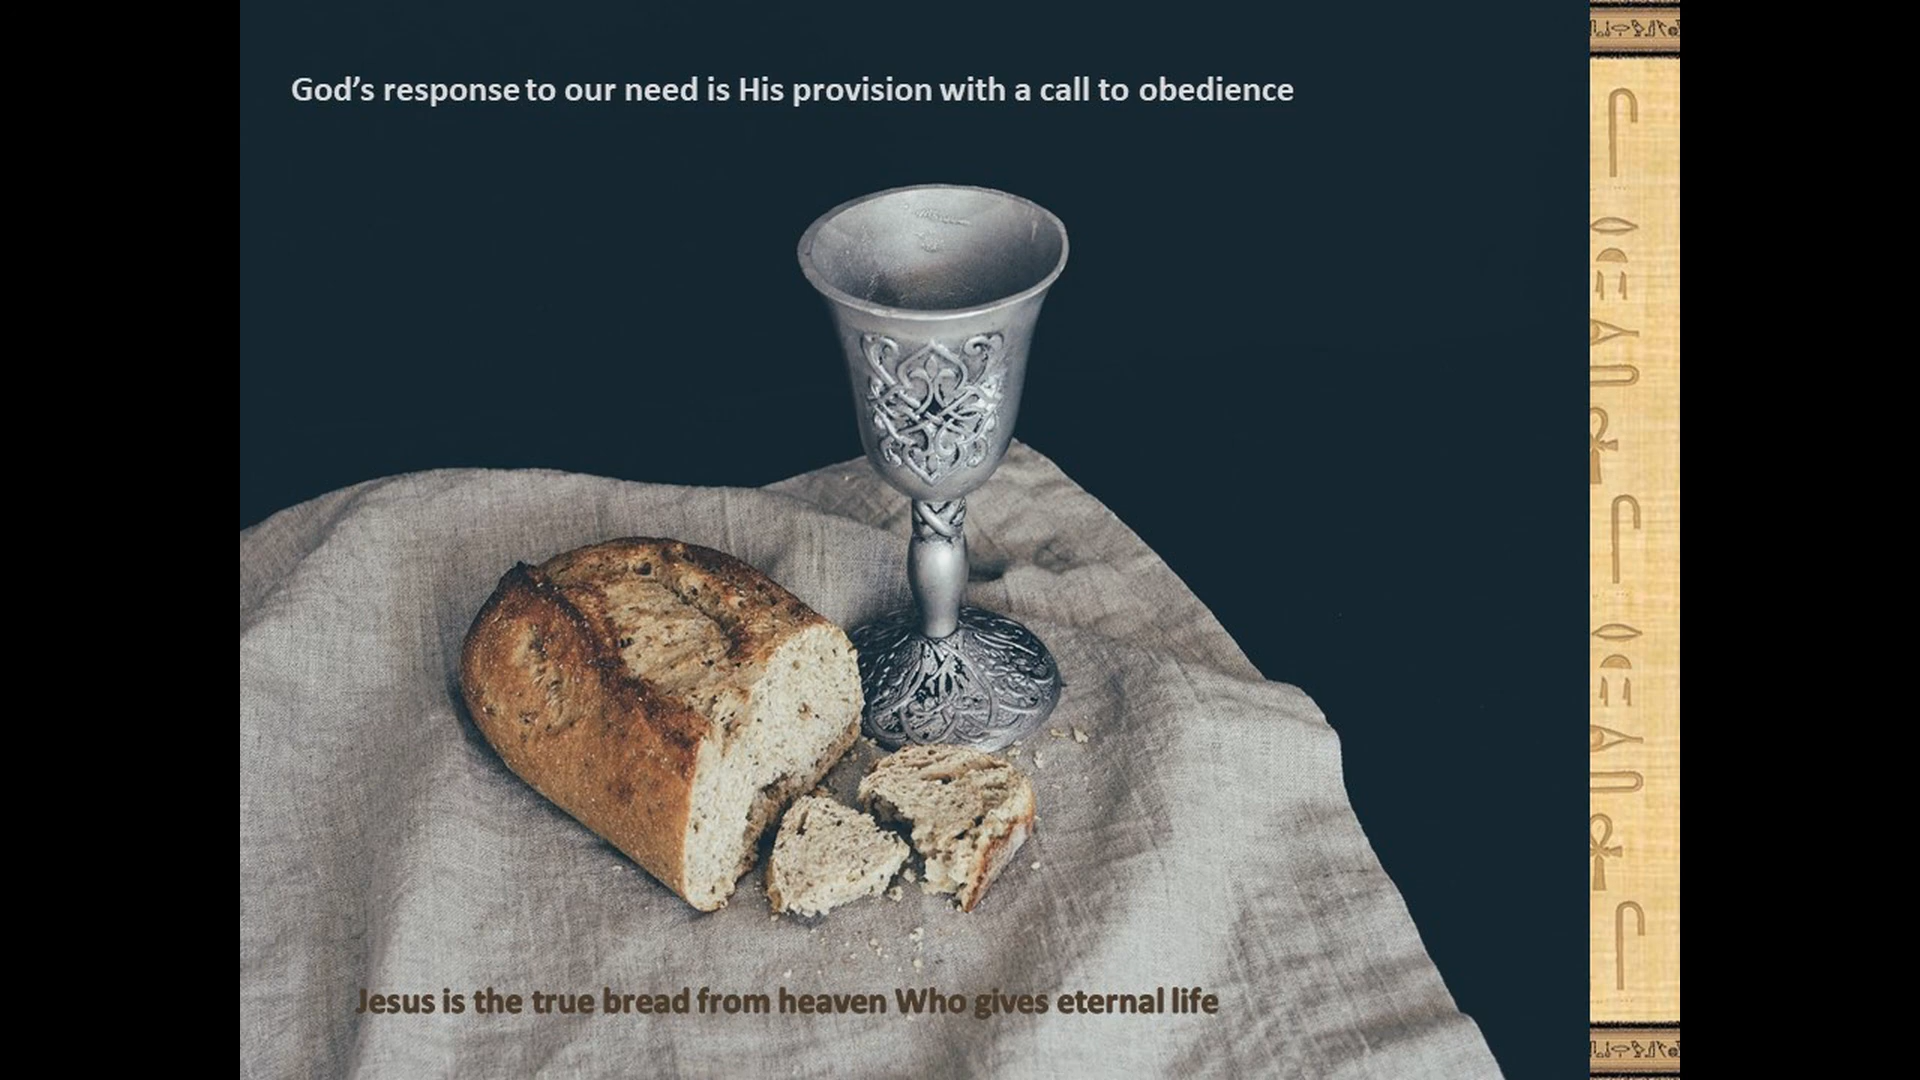 God’s response to our need is His provision with a call to obedience
Jesus is the true bread from heaven Who gives eternal life